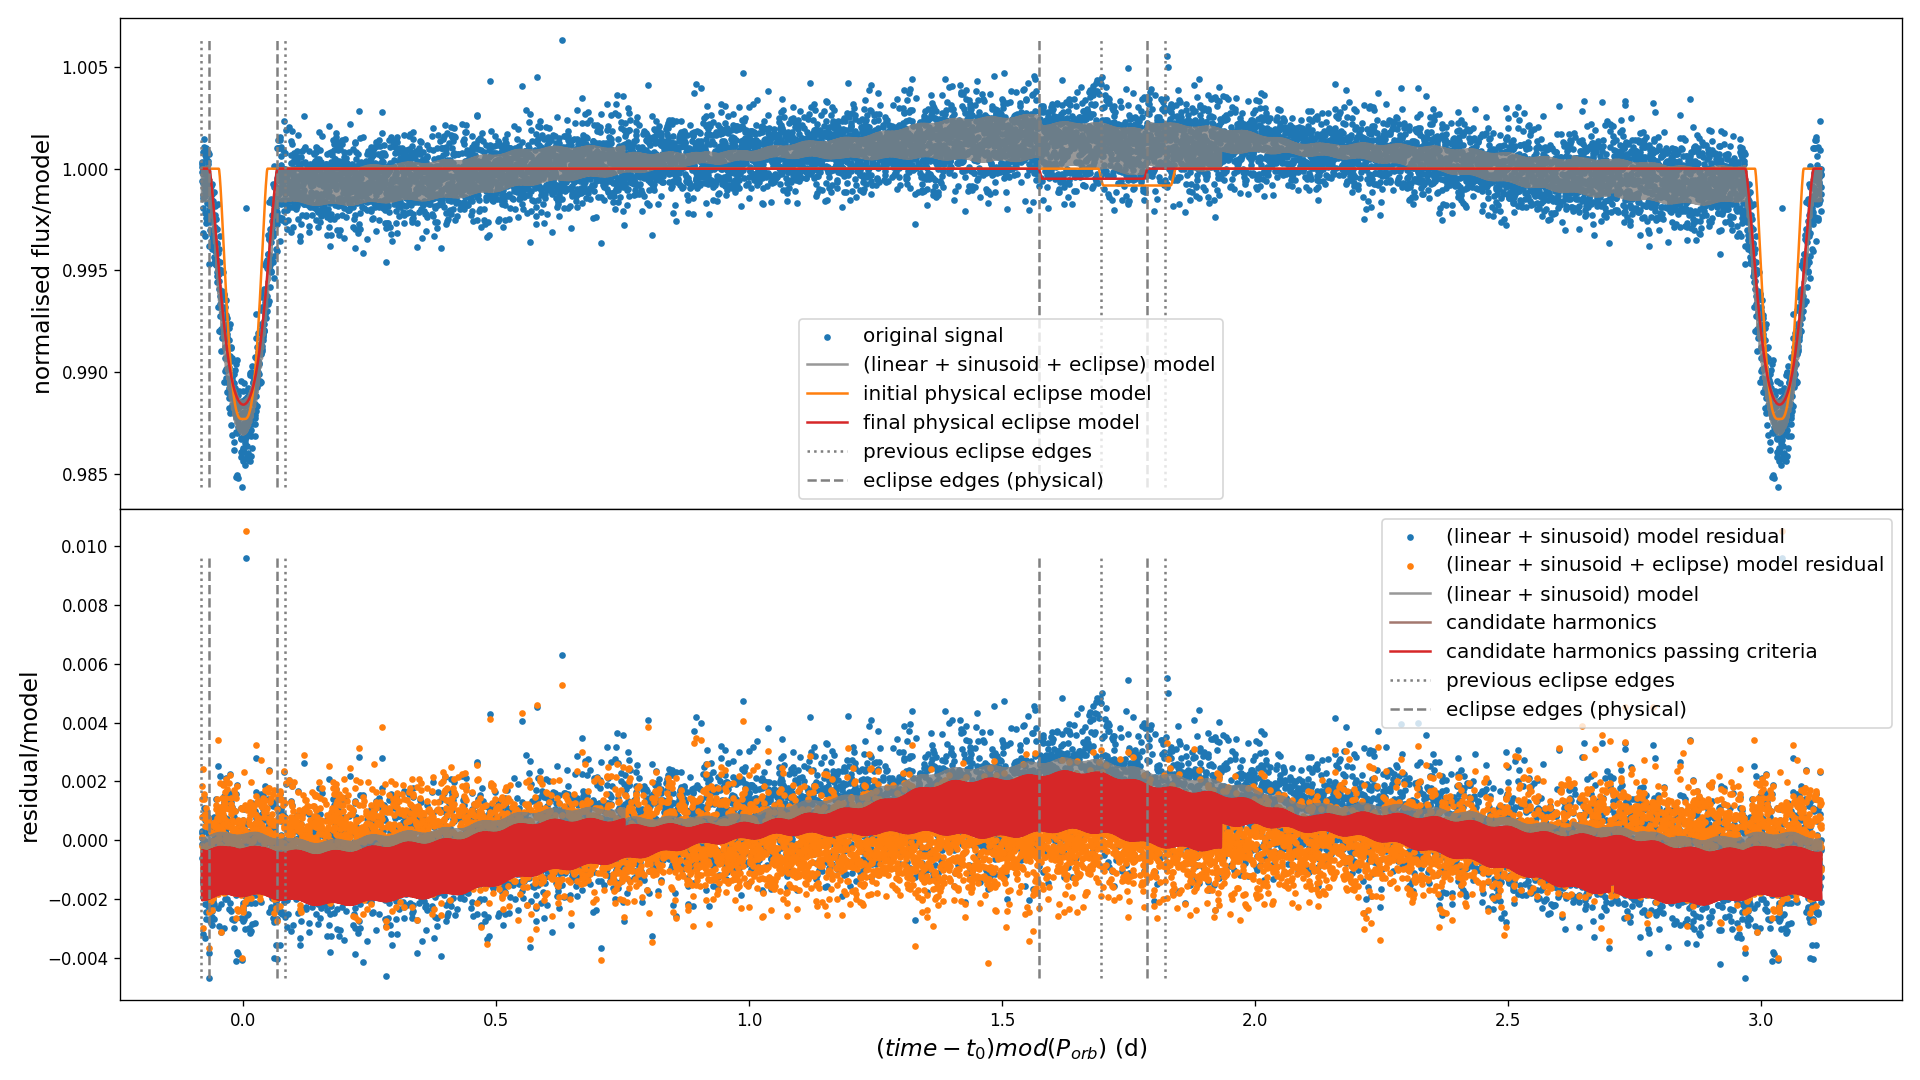 normalised flux/model
1.005
1.000
0.995
0.990
0.985
original signal
(linear + sinusoid + eclipse) model
initial physical eclipse model
final physical eclipse model
previous eclipse edges
eclipse edges (physical)
residual/model
0.010
0.008
0.006
0.004
0.002
0.000
−0.002
−0.004
(linear + sinusoid) model residual
(linear + sinusoid + eclipse) model residual
(linear + sinusoid) model
candidate harmonics
candidate harmonics passing criteria
previous eclipse edges
eclipse edges (physical)
0.0 0.5 1.0 1.5 2.0 2.5 3.0
(time − t₀)mod(Pₒᵣᵦ) (d)